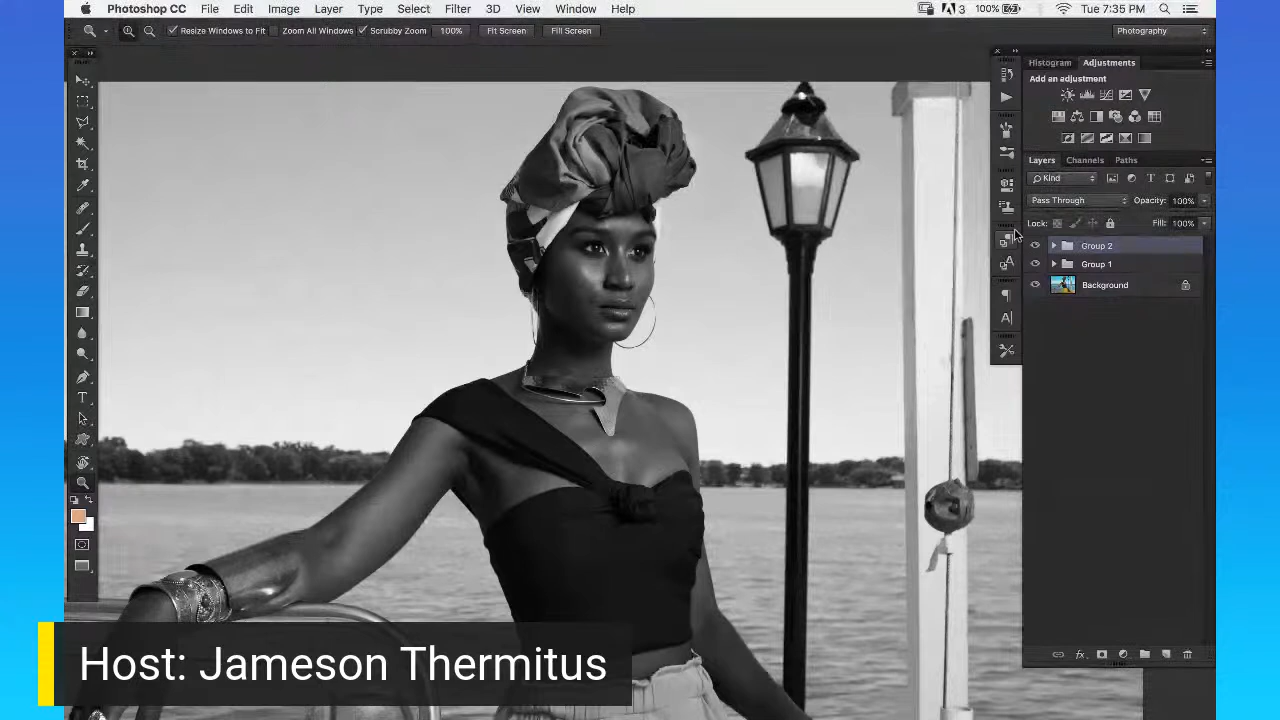 Photoshop CC File Edit Image Layer Type Select Filter 3D View Window Help 3 100% Tue 7:35 PM
Resize Windows to Fit Zoom All Windows Scrubby Zoom 100% Fit Screen Fill Screen Photography
Histogram Adjustments
Add an adjustment
Layers Channels Paths
Kind
Pass Through Opacity: 100%
Lock: Fill: 100%
Group 2
Group 1
Background
Host: Jameson Thermitus